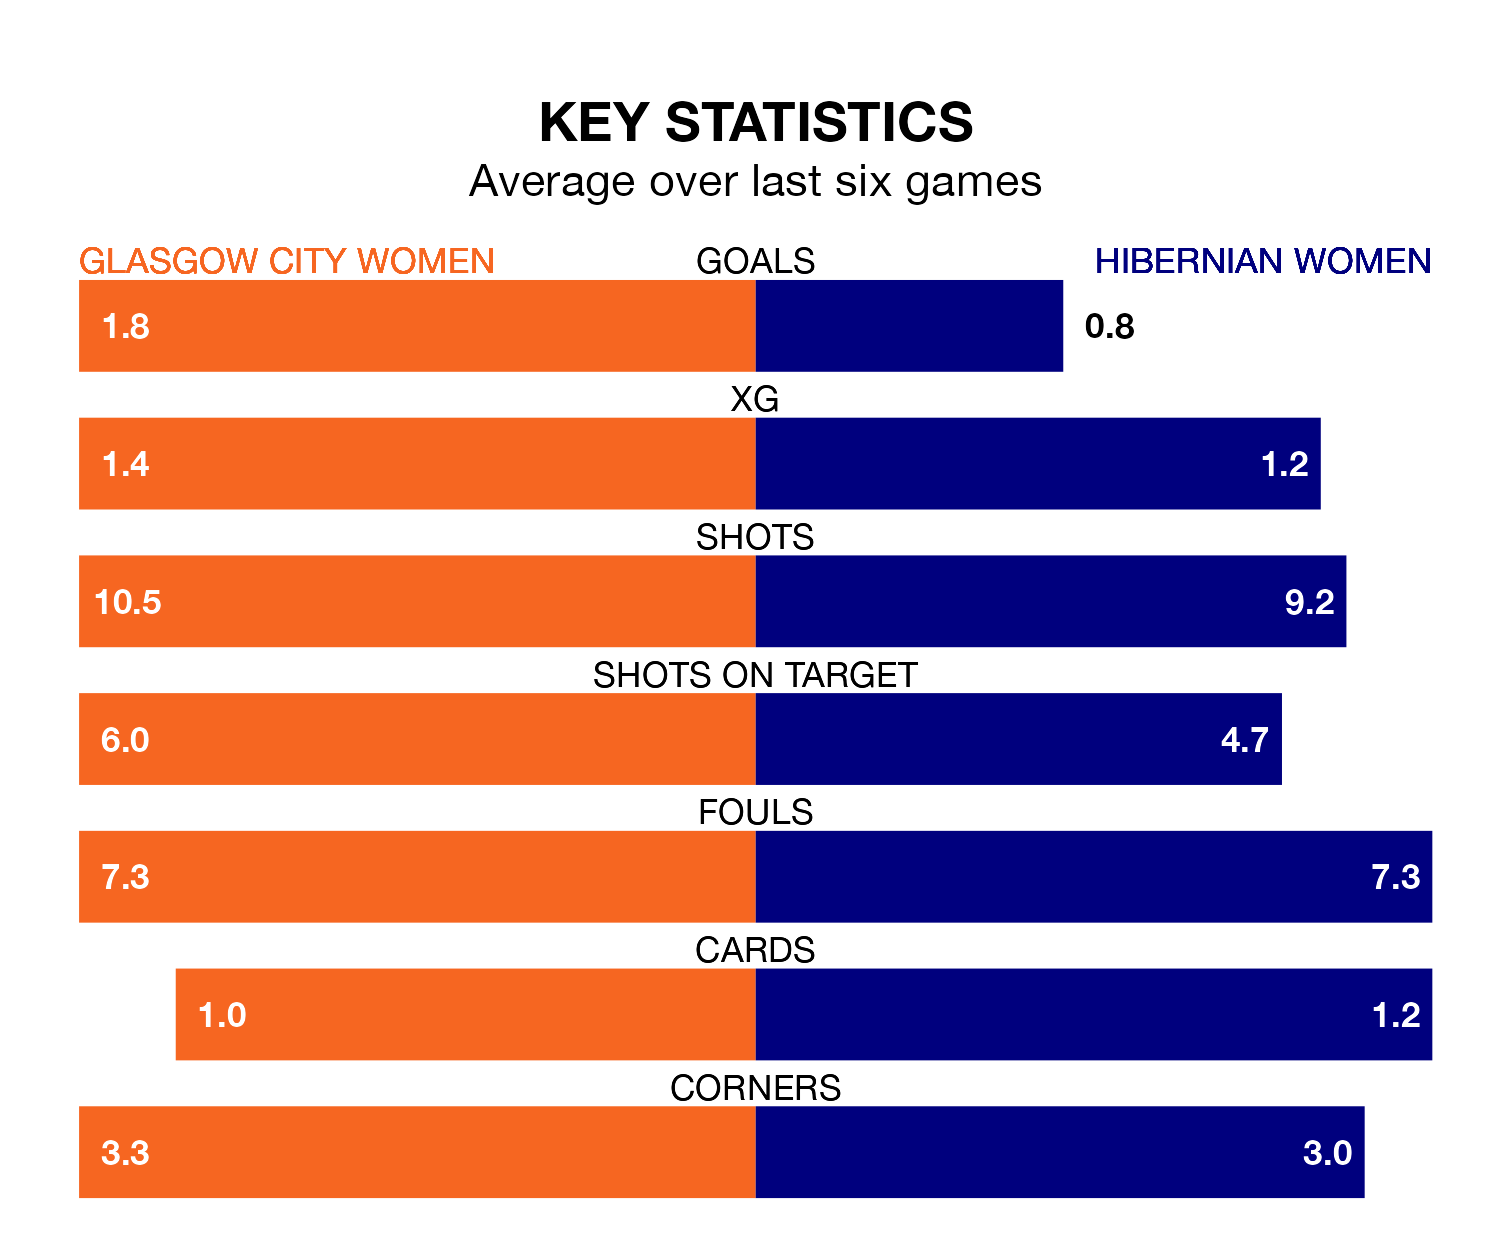 KEY STATISTICS
Average over last six games
GLASGOW CITY WOMEN GOALS HIBERNIAN WOMEN
1.8 0.8
XG
1.4 1.2
SHOTS
10.5 9.2
SHOTS ON TARGET
6.0 4.7
FOULS
7.3 7.3
CARDS
1.0 1.2
CORNERS
3.3 3.0